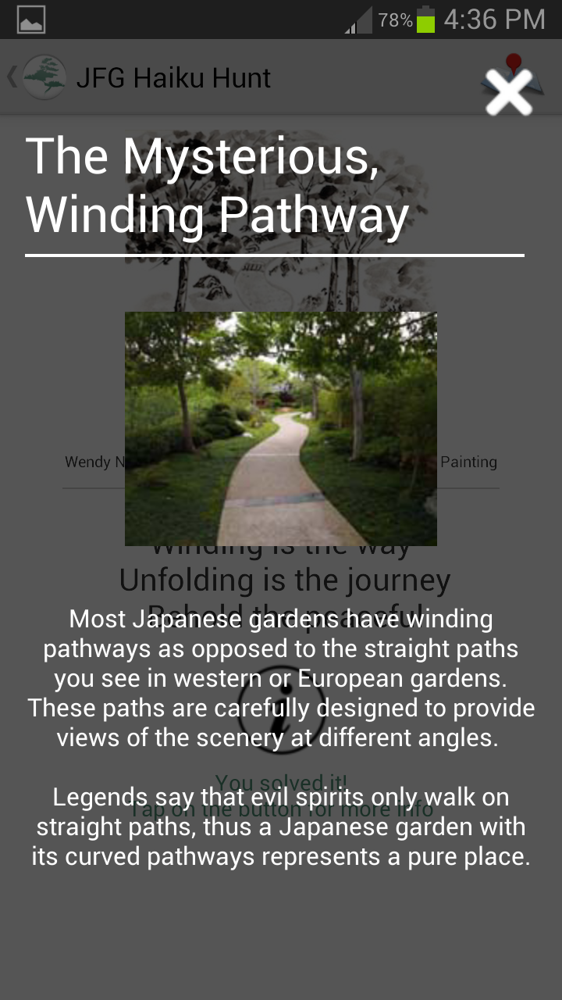 78% 4:36 PM
JFG Haiku Hunt
The Mysterious,
Winding Pathway
Wendy Painting
Winding is the way
Unfolding is the journey
Behold the peaceful
Most Japanese gardens have winding
pathways as opposed to the straight paths
you see in western or European gardens.
These paths are carefully designed to provide
views of the scenery at different angles.
You solved it!
Tap on the button for more info
Legends say that evil spirits only walk on
straight paths, thus a Japanese garden with
its curved pathways represents a pure place.